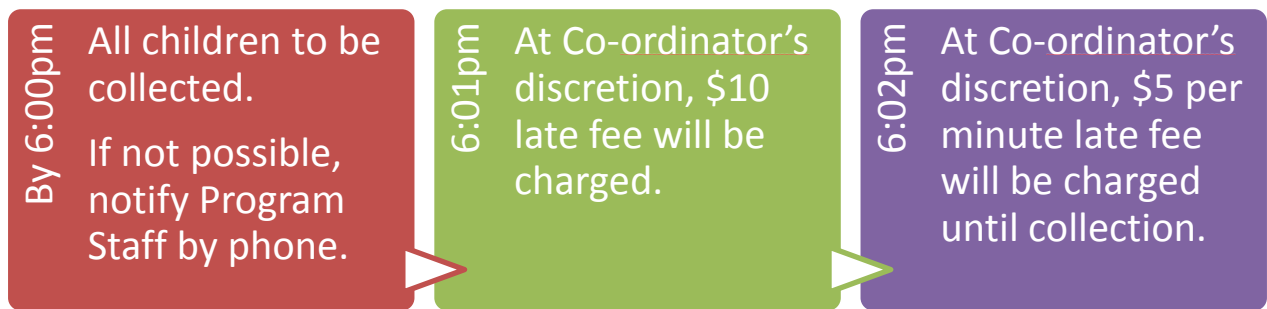 By 6:00pm
All children to be
collected.
If not possible,
notify Program
Staff by phone.
6:01pm
At Co-ordinator’s
discretion, $10
late fee will be
charged.
6:02pm
At Co-ordinator’s
discretion, $5 per
minute late fee
will be charged
until collection.